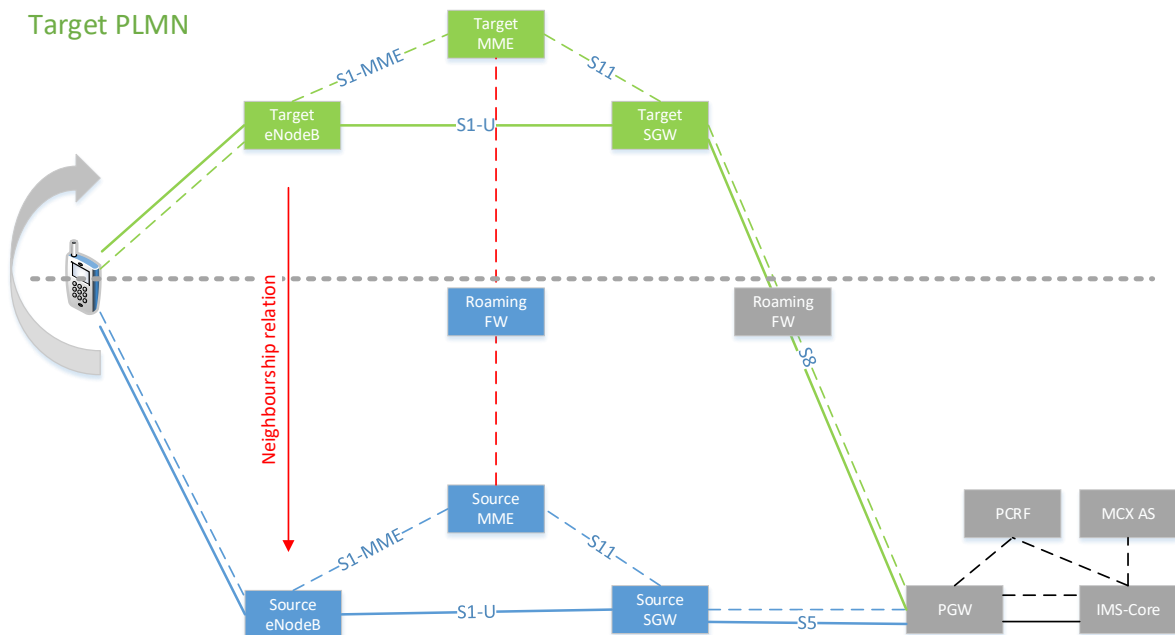 Target PLMN
Target
MME
S1-MME
S11
Target
eNodeB
S1-U
Target
SGW
Neighbourship relation
Roaming
FW
Roaming
FW
S8
Source
MME
PCRF
MCX AS
S1-MME
S11
Source
eNodeB
S1-U
Source
SGW
S5
PGW
IMS-Core